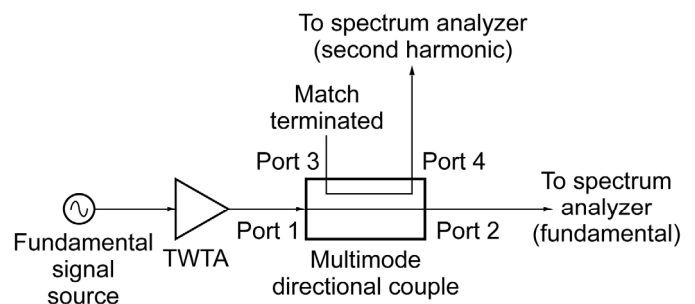 To spectrum analyzer
(second harmonic)
Match
terminated
Port 3
Port 4
To spectrum
analyzer
(fundamental)
Port 1
Port 2
Fundamental
signal
source
TWTA
Multimode
directional couple